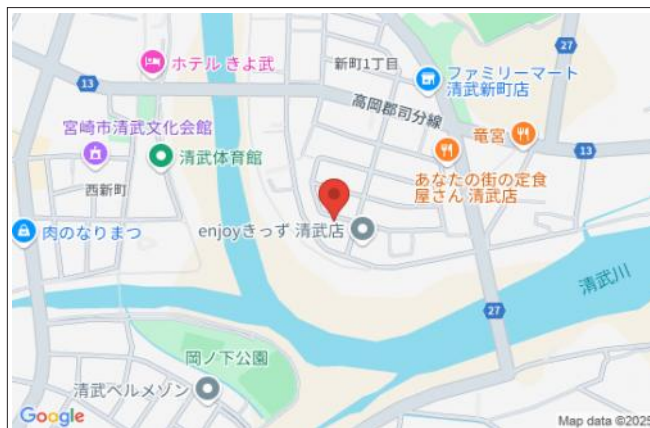 ホテル きよ武
新町1丁目
27
ファミリーマート
清武新町店
13
高岡郡司分線
竜宮
宮崎市清武文化会館
清武体育館
13
あなたの街の定食
屋さん 清武店
西新町
肉のなりまつ
enjoyきっず 清武店
清武川
27
岡ノ下公園
清武ベルメゾン
Google
Map data ©2025